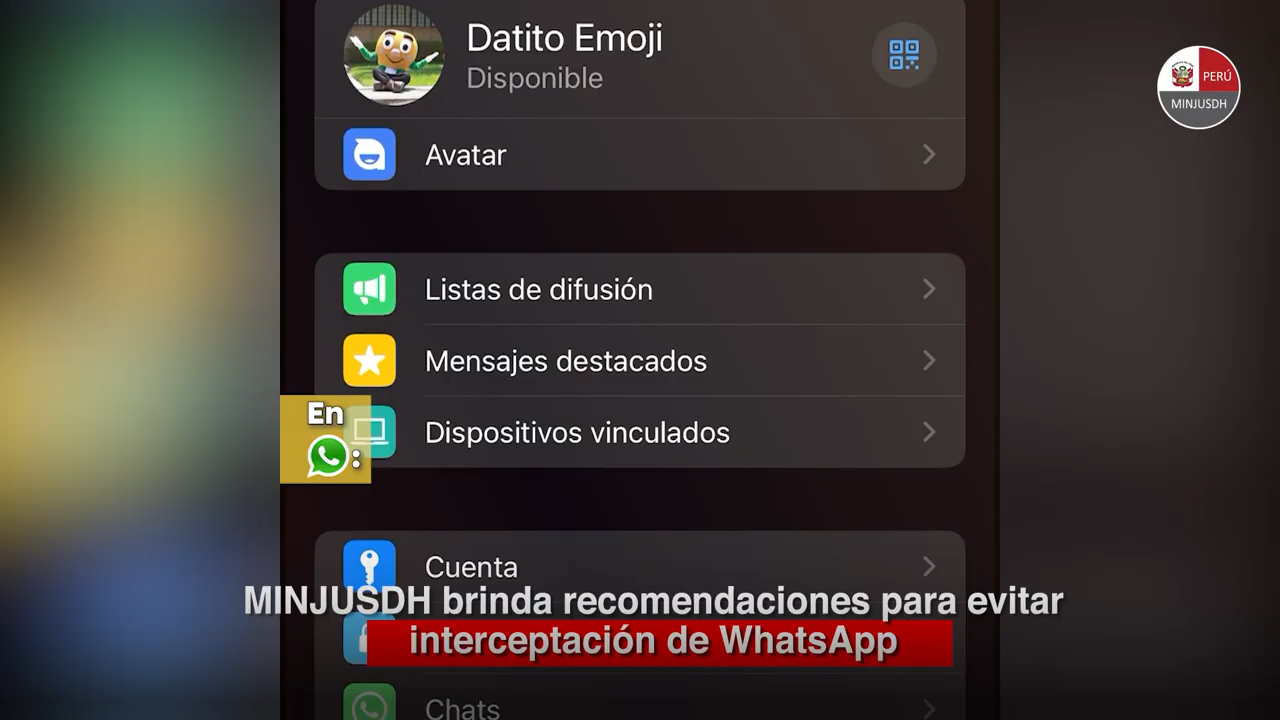 Datito Emoji
Disponible
PERÚ
MINJUSDH
Avatar
Listas de difusión
Mensajes destacados
Dispositivos vinculados
En
:
Cuenta
MINJUSDH brinda recomendaciones para evitar
interceptación de WhatsApp
Chats